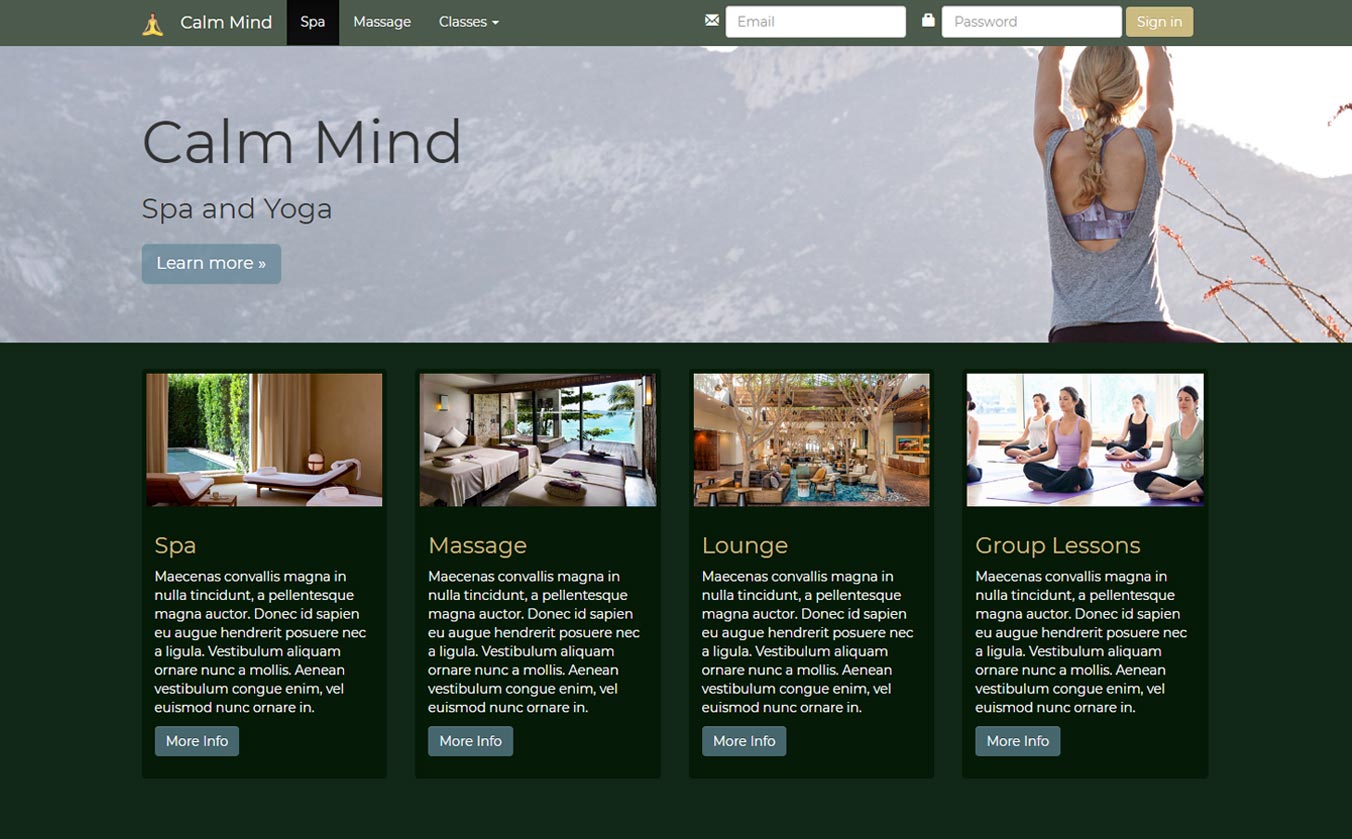 Calm Mind Spa Massage Classes Email Password Sign in
Calm Mind
Spa and Yoga
Learn more »
Spa
Maecenas convallis magna in
nulla tincidunt, a pellentesque
magna auctor. Donec id sapien
eu augue hendrerit posuere nec
a ligula. Vestibulum aliquam
ornare nunc a mollis. Aenean
vestibulum congue enim, vel
euismod nunc ornare in.
More Info
Massage
Maecenas convallis magna in
nulla tincidunt, a pellentesque
magna auctor. Donec id sapien
eu augue hendrerit posuere nec
a ligula. Vestibulum aliquam
ornare nunc a mollis. Aenean
vestibulum congue enim, vel
euismod nunc ornare in.
More Info
Lounge
Maecenas convallis magna in
nulla tincidunt, a pellentesque
magna auctor. Donec id sapien
eu augue hendrerit posuere nec
a ligula. Vestibulum aliquam
ornare nunc a mollis. Aenean
vestibulum congue enim, vel
euismod nunc ornare in.
More Info
Group Lessons
Maecenas convallis magna in
nulla tincidunt, a pellentesque
magna auctor. Donec id sapien
eu augue hendrerit posuere nec
a ligula. Vestibulum aliquam
ornare nunc a mollis. Aenean
vestibulum congue enim, vel
euismod nunc ornare in.
More Info